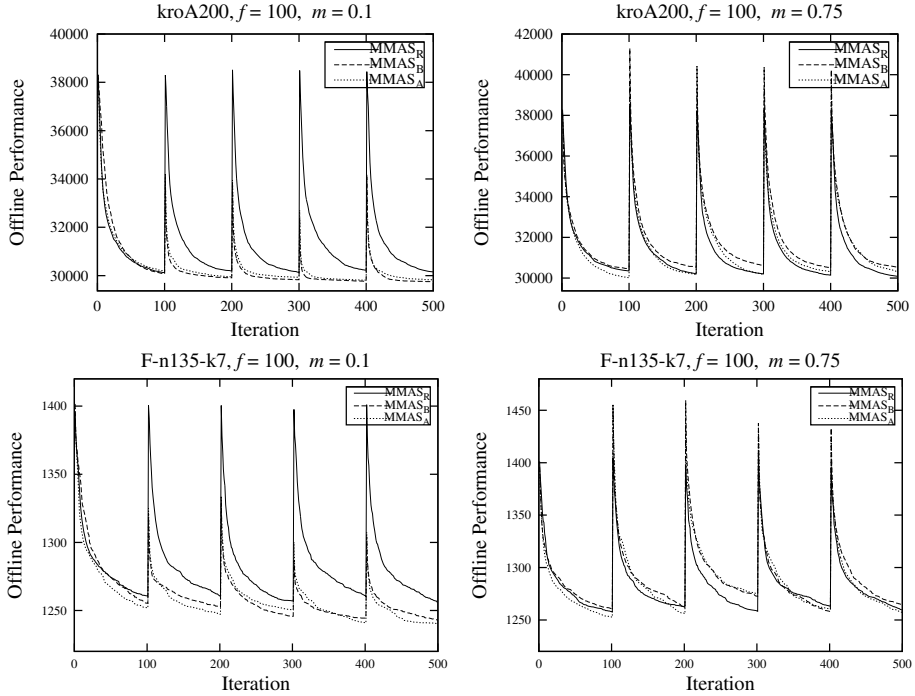 kroA200, f = 100, m = 0.1
Offline Performance
40000
38000
36000
34000
32000
30000
0
100
200
300
400
500
Iteration
MMAS_R
MMAS_B
MMAS_A
kroA200, f = 100, m = 0.75
Offline Performance
42000
40000
38000
36000
34000
32000
30000
0
100
200
300
400
500
Iteration
MMAS_R
MMAS_B
MMAS_A
F-n135-k7, f = 100, m = 0.1
Offline Performance
1400
1350
1300
1250
0
100
200
300
400
500
Iteration
MMAS_R
MMAS_B
MMAS_A
F-n135-k7, f = 100, m = 0.75
Offline Performance
1450
1400
1350
1300
1250
0
100
200
300
400
500
Iteration
MMAS_R
MMAS_B
MMAS_A